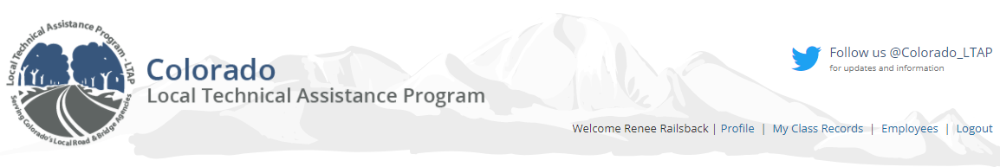 Local Technical Assistance Program - LTAP
Serving Colorado's Local Road & Bridge Agencies
Colorado
Local Technical Assistance Program
Follow us @Colorado_LTAP
for updates and information
Welcome Renee Railsback | Profile | My Class Records | Employees | Logout